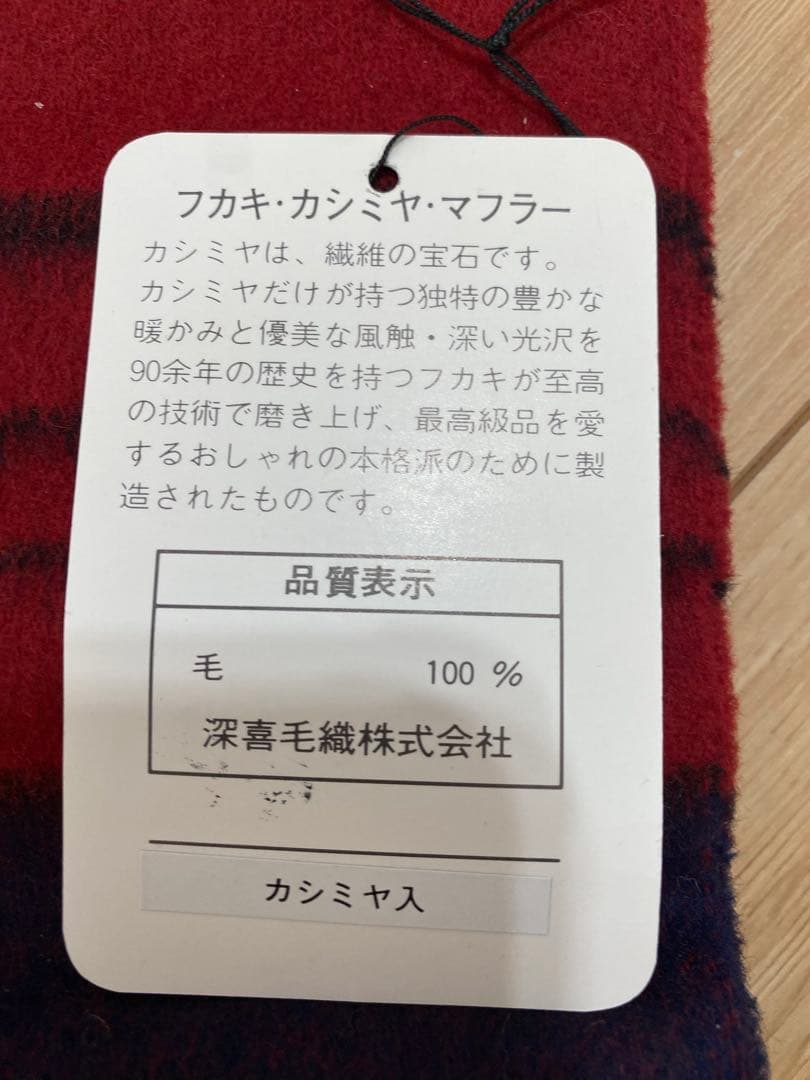 フカキ・カシミヤ・マフラー
カシミヤは、繊維の宝石です。
カシミヤだけが持つ独特の豊かな
暖かみと優美な風触・深い光沢を
90余年の歴史を持つフカキが至高
の技術で磨き上げ、最高級品を愛
するおしゃれの本格派のために製
造されたものです。
品質表示
毛 100 %
深喜毛織株式会社
カシミヤ入